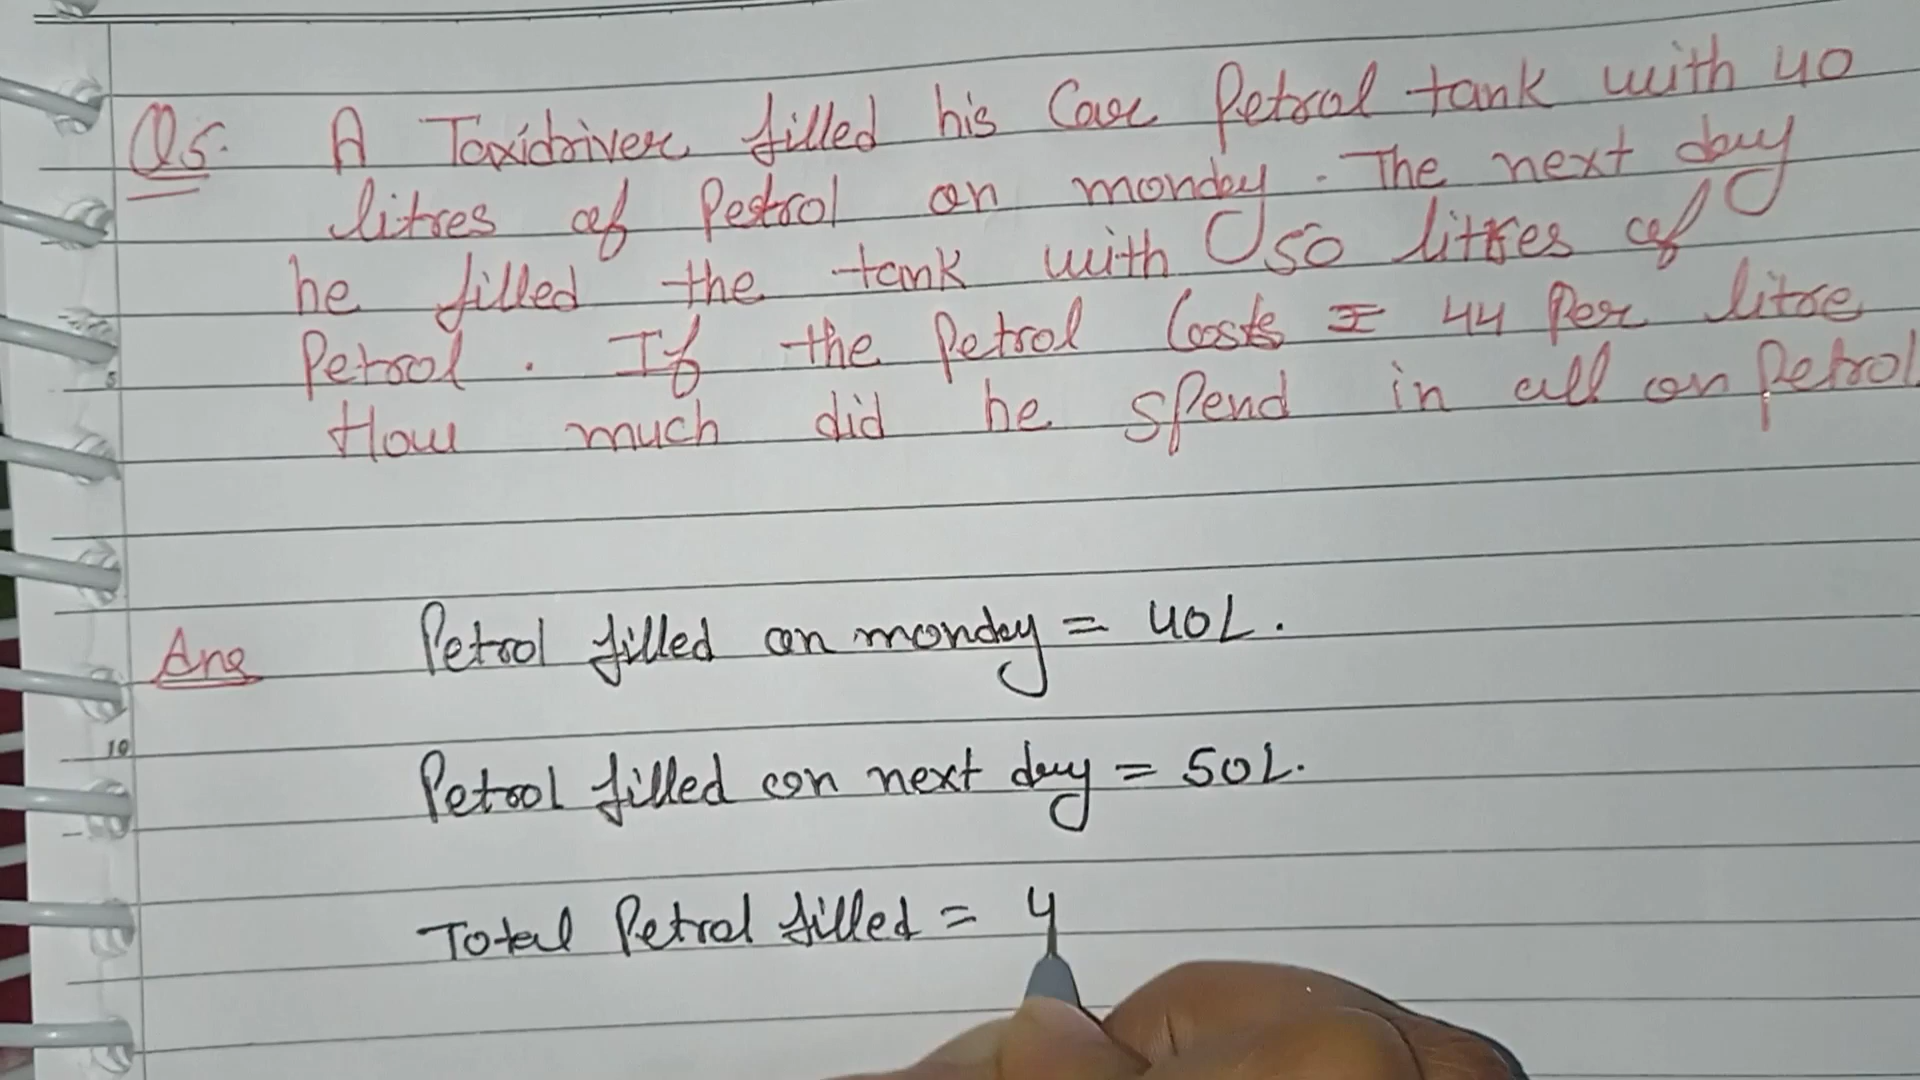 Q5. A Taxidriver filled his Car Petrol tank with 40
litres of Pestrol on monday. The next day
he filled the tank with 50 litres of
Petrol. If the Petrol Costs ₹ 44 Per litre
How much did he spend in all on Petrol
5
Ans Petrol filled on monday = 40L.
10
Petrol filled on next day = 50L.
Total Petrol filled = 4